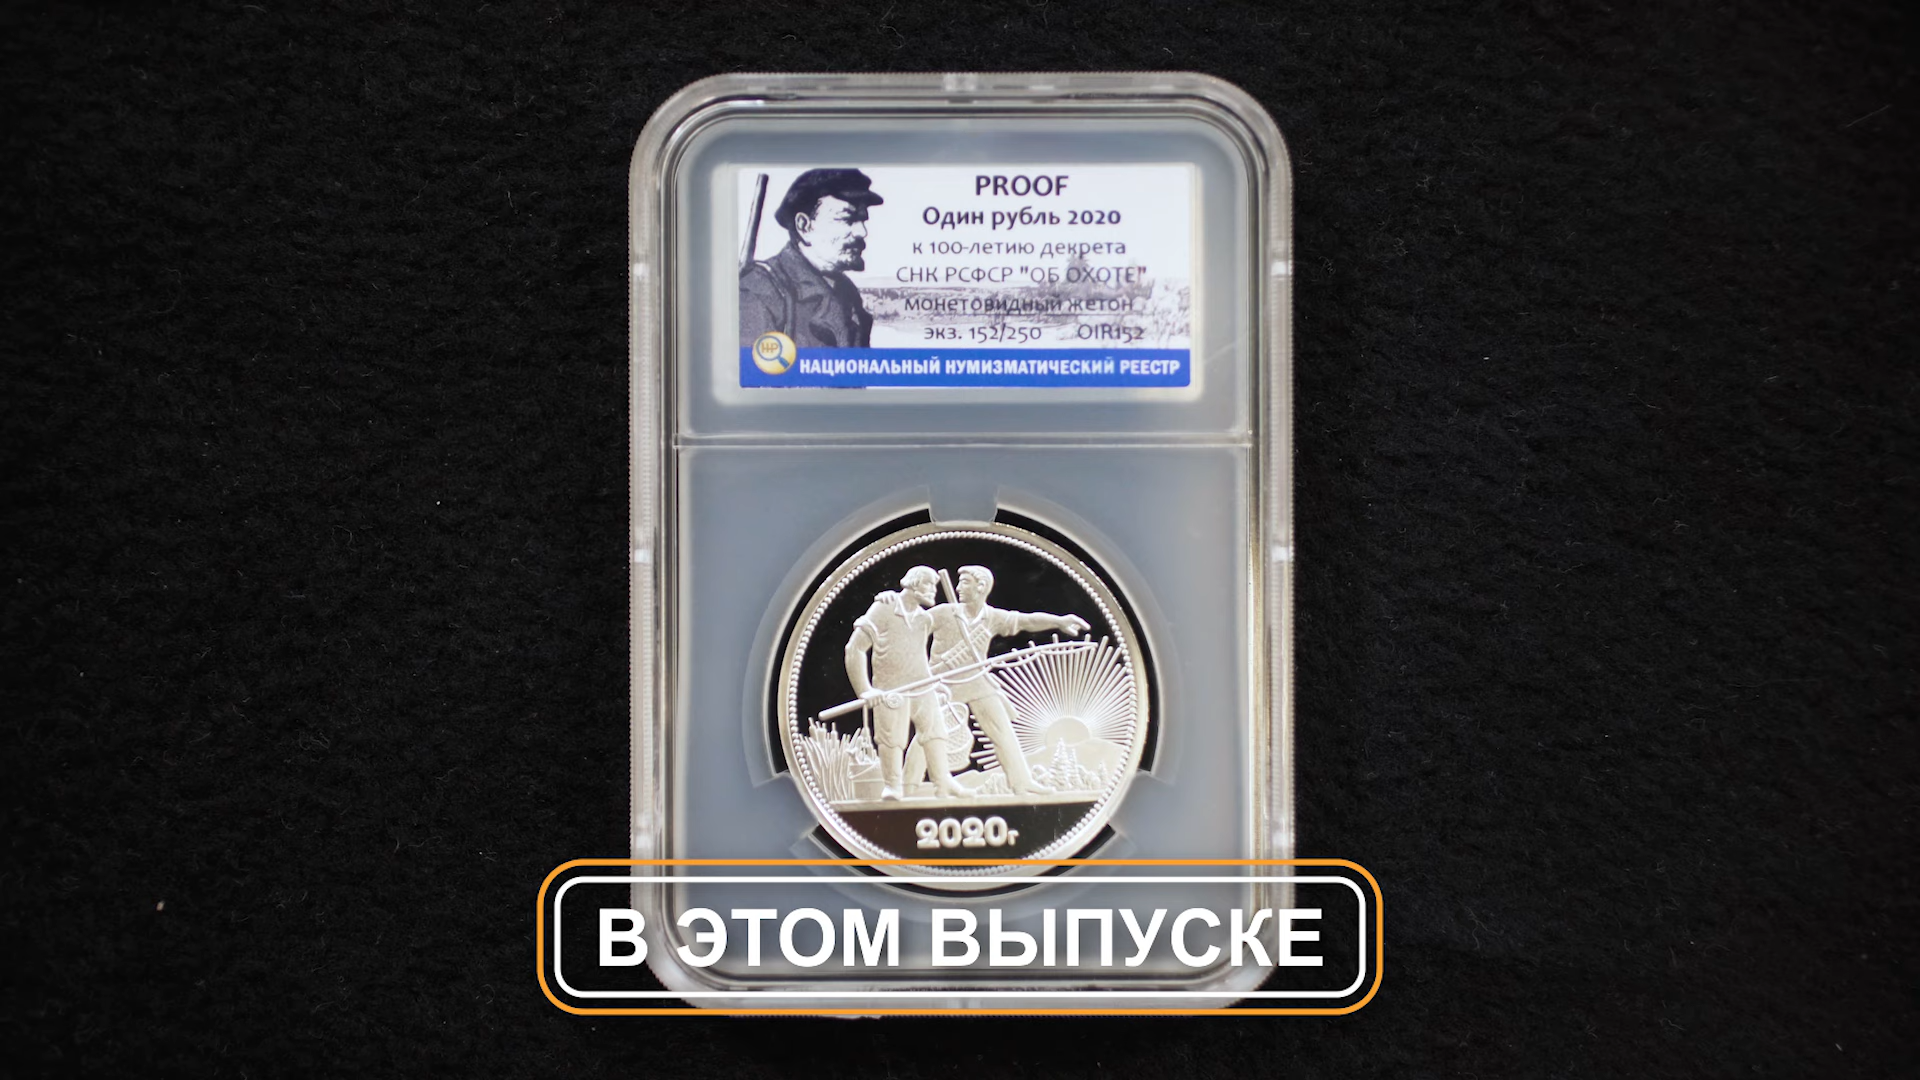 PROOF
Один рубль 2020
к 100-летию декрета
СНК РСФСР "ОБ ОХОТЕ"
монетовидный жетон
экз. 152/250 OIR152
НР НАЦИОНАЛЬНЫЙ НУМИЗМАТИЧЕСКИЙ РЕЕСТР
2020г
В ЭТОМ ВЫПУСКЕ